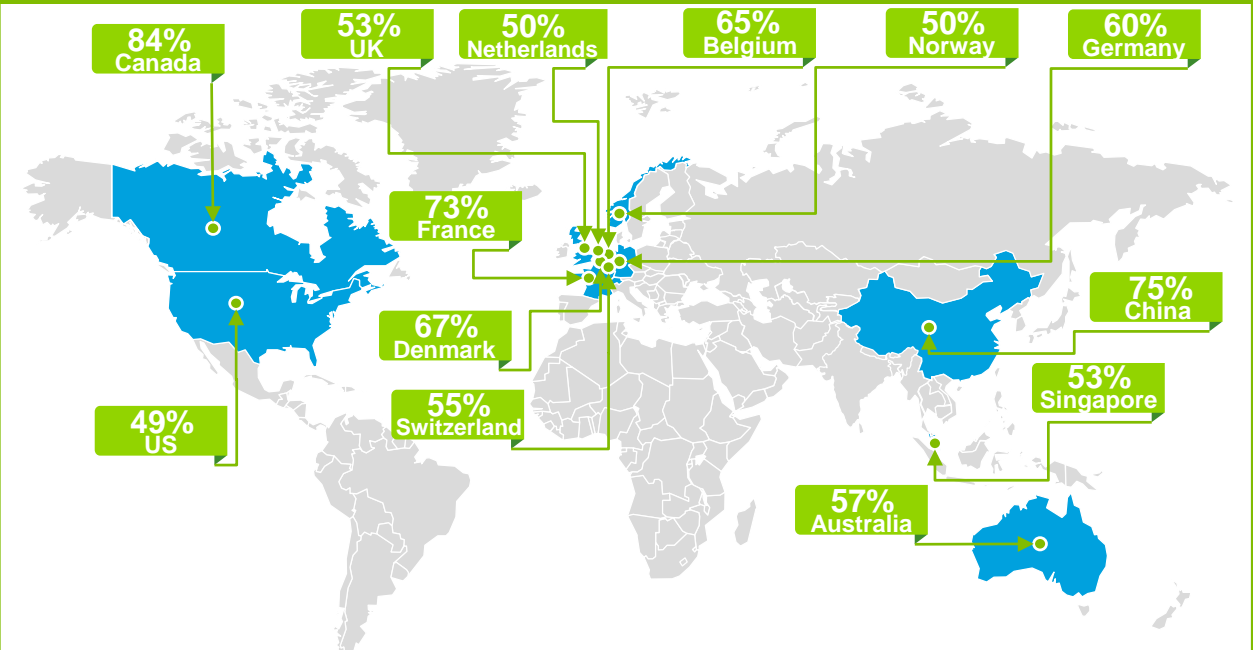 84%
Canada
53%
UK
50%
Netherlands
65%
Belgium
50%
Norway
60%
Germany
73%
France
67%
Denmark
55%
Switzerland
49%
US
75%
China
53%
Singapore
57%
Australia